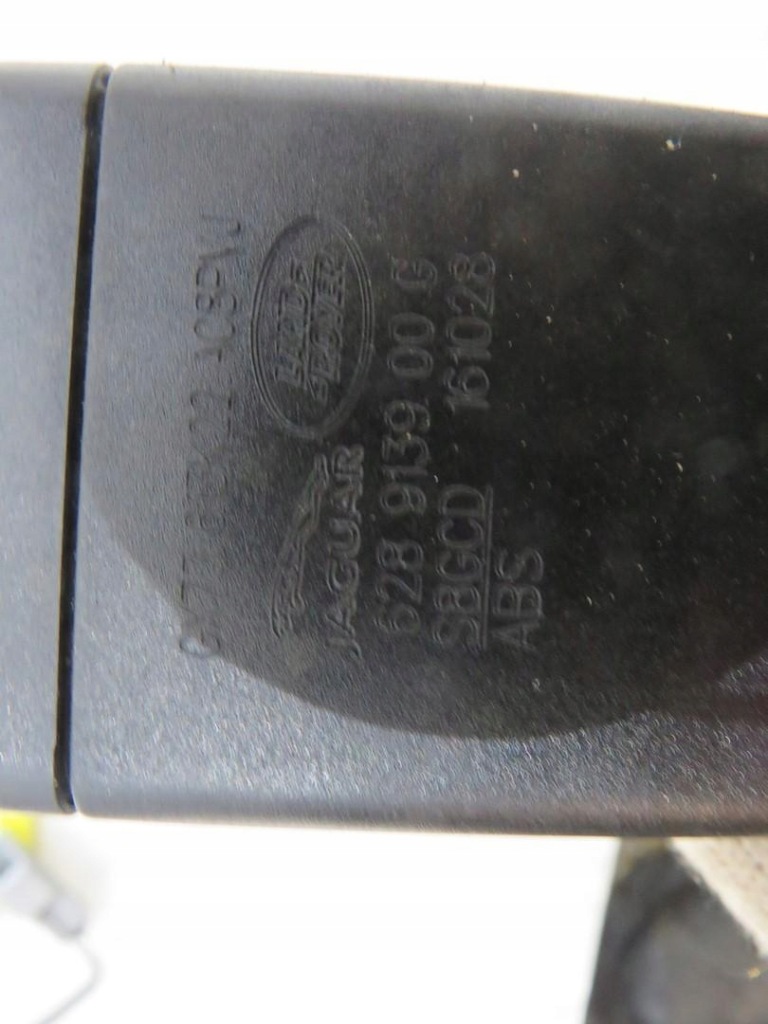 LAND ROVER
JAGUAR
628 9139 00 G
SBGCD 161028
ABS